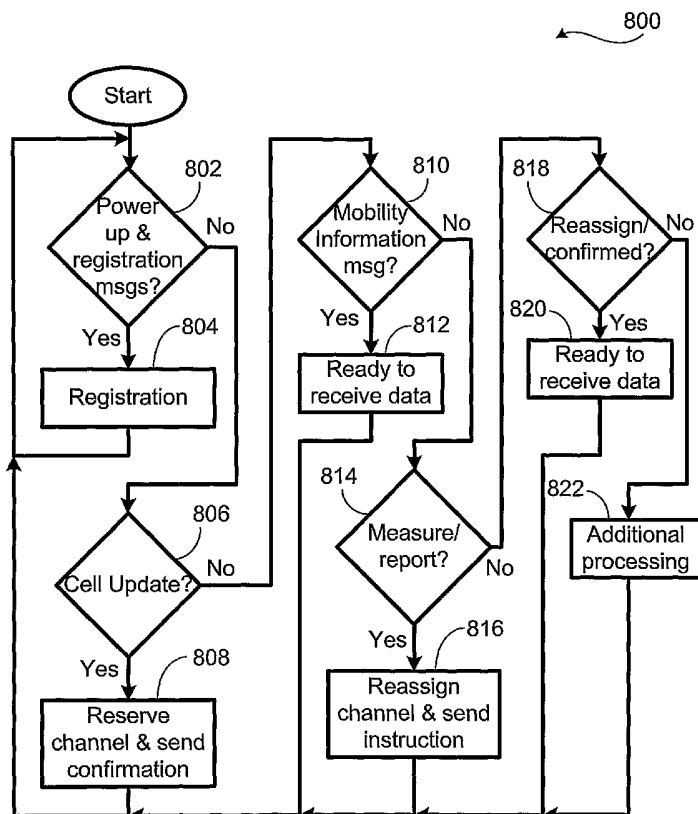 800
Start
802
Power
up &
registration
msgs?
No
Yes
804
Registration
806
Cell Update?
No
Yes
808
Reserve
channel & send
confirmation
810
Mobility
Information
msg?
No
Yes
812
Ready to
receive data
814
Measure/
report?
No
Yes
816
Reassign
channel & send
instruction
818
Reassign/
confirmed?
No
820
Yes
Ready to
receive data
822
Additional
processing